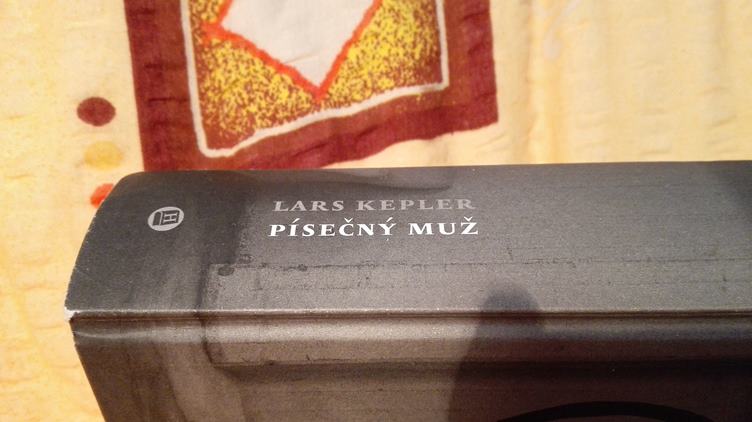 LARS KEPLER
PÍSEČNÝ MUŽ